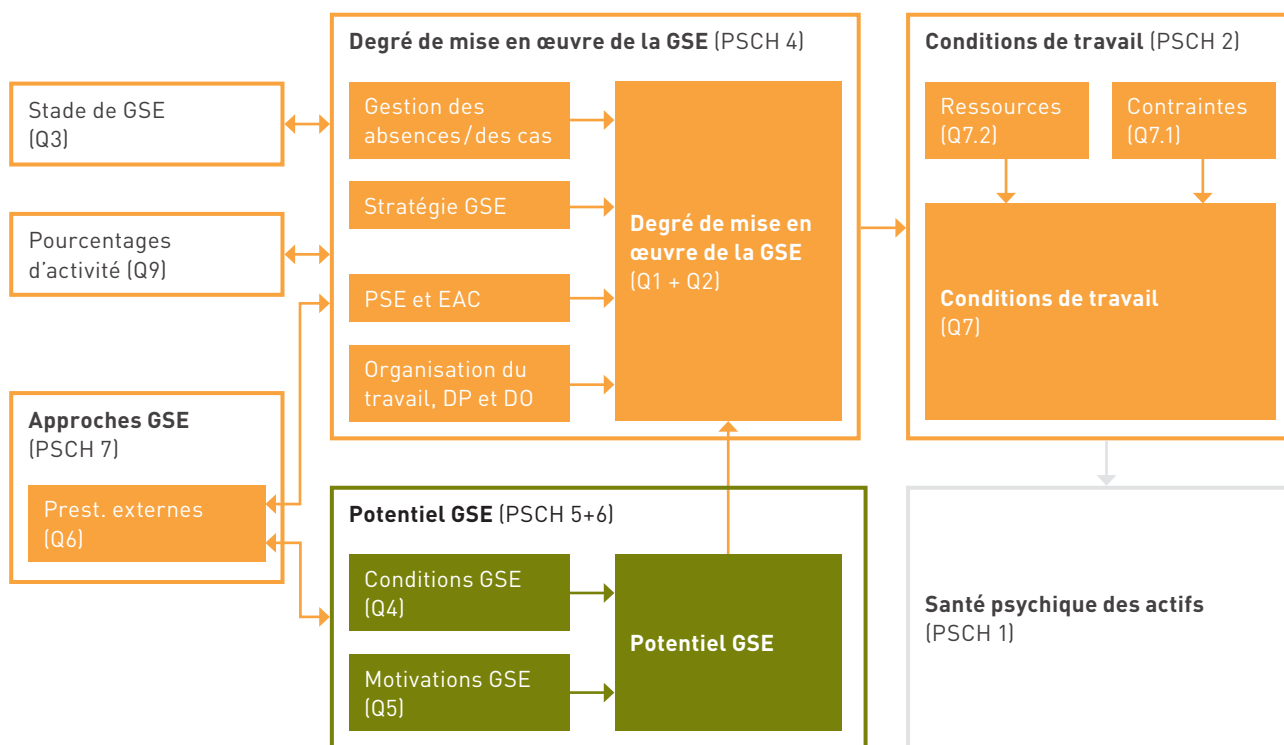 Stade de GSE
(Q3)
Pourcentages
d'activité (Q9)
Approches GSE
(PSCH 7)
Prest. externes
(Q6)
Degré de mise en œuvre de la GSE (PSCH 4)
Gestion des
absences/des cas
Stratégie GSE
PSE et EAC
Organisation du
travail, DP et DO
Degré de mise en
œuvre de la GSE
(Q1 + Q2)
Potentiel GSE (PSCH 5+6)
Conditions GSE
(Q4)
Motivations GSE
(Q5)
Potentiel GSE
Conditions de travail (PSCH 2)
Ressources
(Q7.2)
Contraintes
(Q7.1)
Conditions de travail
(Q7)
Santé psychique des actifs
(PSCH 1)